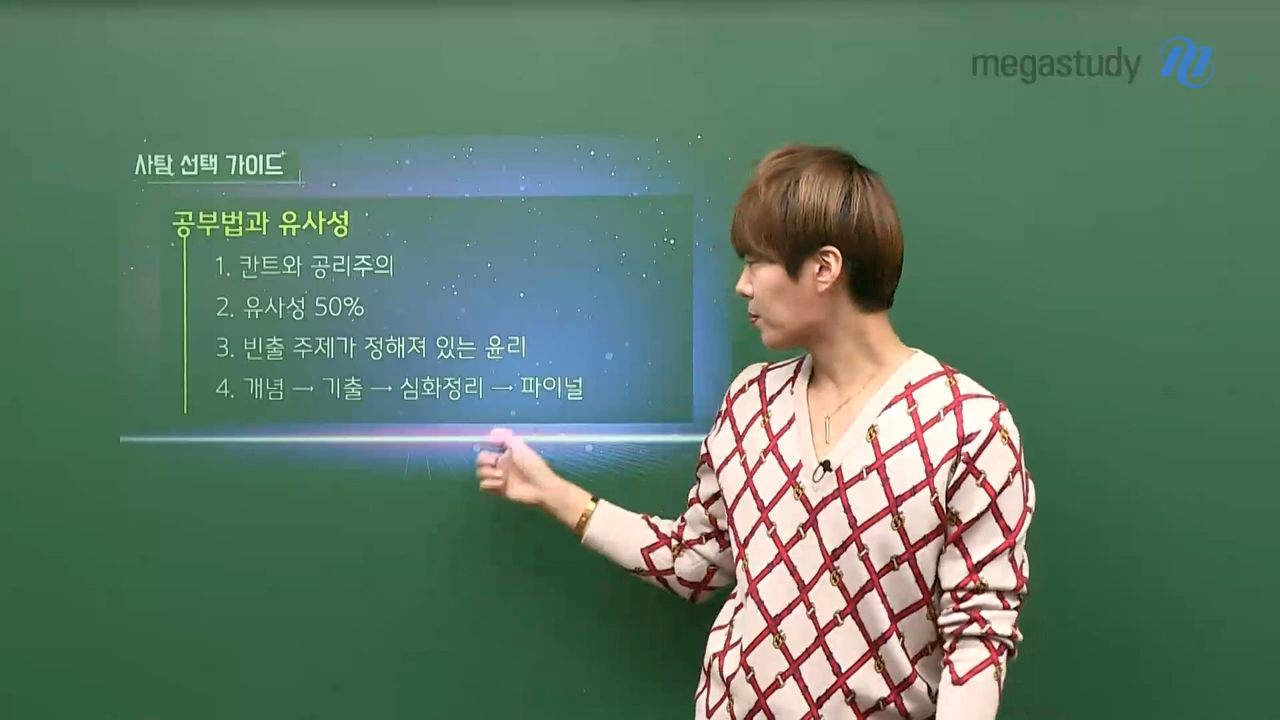 megastudy
사탐 선택 가이드
공부법과 유사성
1. 칸트와 공리주의
2. 유사성 50%
3. 빈출 주제가 정해져 있는 윤리
4. 개념 → 기출 → 심화정리 → 파이널